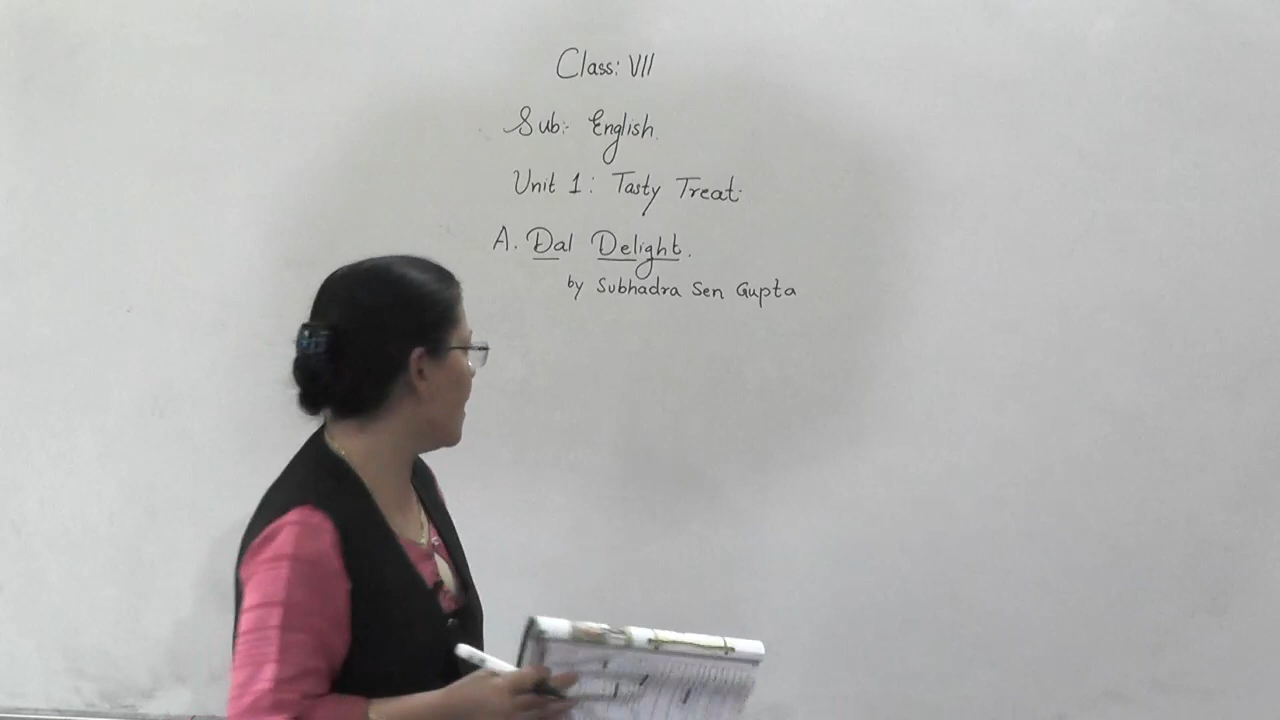 Class: VII
Sub:- English.
Unit 1: Tasty Treat.
A. Dal Delight.
by Subhadra Sen Gupta